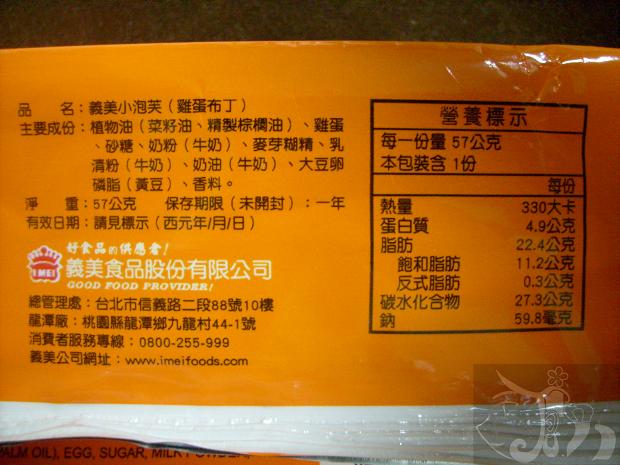 品　名：義美小泡芙（雞蛋布丁）
主要成份：植物油（菜籽油、精製棕櫚油）、雞蛋
、砂糖、奶粉（牛奶）、麥芽糊精、乳
清粉（牛奶）、奶油（牛奶）、大豆卵
磷脂（黃豆）、香料。
淨　重：57公克　保存期限（未開封）：一年
有效日期：請見標示（西元年/月/日）
好食品的供應者！
IMEI
義美食品股份有限公司
GOOD FOOD PROVIDER!
總管理處：台北市信義路二段88號10樓
龍潭廠：桃園縣龍潭鄉九龍村44-1號
消費者服務專線：0800-255-999
義美公司網址：www.imeifoods.com
營養標示
每一份量 57公克
本包裝含 1份
每份
熱量 330大卡
蛋白質 4.9公克
脂肪 22.4公克
飽和脂肪 11.2公克
反式脂肪 0.3公克
碳水化合物 27.3公克
鈉 59.8毫克
PALM OIL), EGG, SUGAR, MILK POWDER,